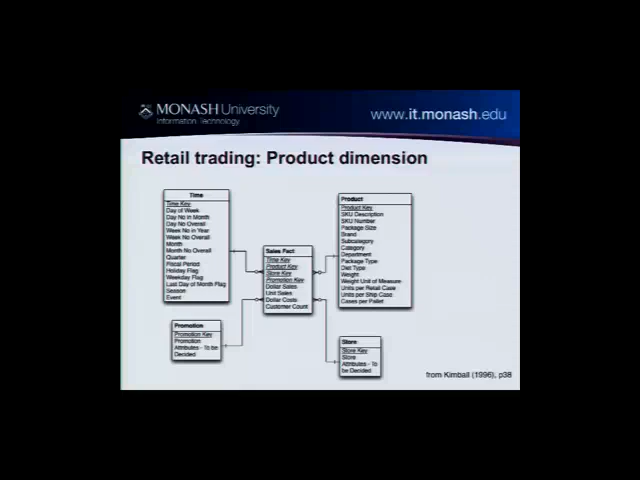 MONASH University
Information Technology
www.it.monash.edu
Retail trading: Product dimension
Time
Time Key
Day of Week
Day No in Month
Day No Overall
Week No in Year
Week No Overall
Month
Month No Overall
Quarter
Fiscal Period
Holiday Flag
Weekday Flag
Last Day of Month Flag
Season
Event
Sales Fact
Time Key
Product Key
Store Key
Promotion Key
Dollar Sales
Unit Sales
Dollar Costs
Customer Count
Product
Product Key
SKU Description
SKU Number
Package Size
Brand
Subcategory
Category
Department
Package Type
Diet Type
Weight
Weight Unit of Measure
Units per Retail Case
Units per Ship Case
Cases per Pallet
Promotion
Promotion Key
Promotion
Attributes - To be
Decided
Store
Store Key
Store
Attributes - To
be Decided
from Kimball (1996), p38